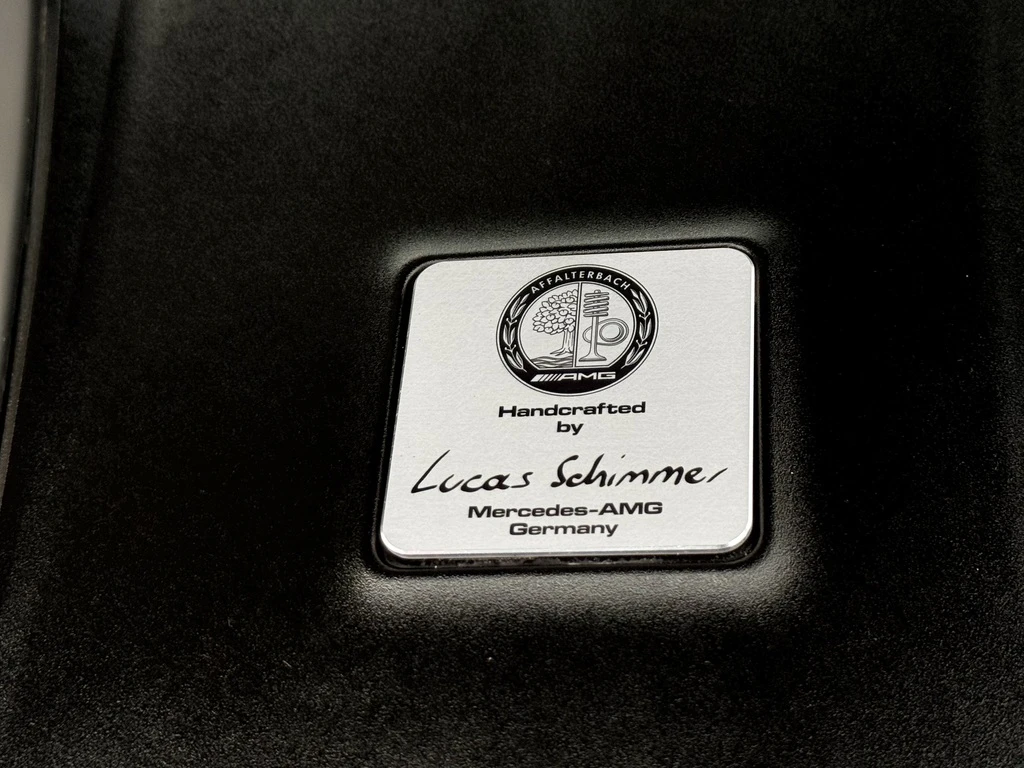 AFFALTERBACH
AMG
Handcrafted
by
Lucas Schimmer
Mercedes-AMG
Germany